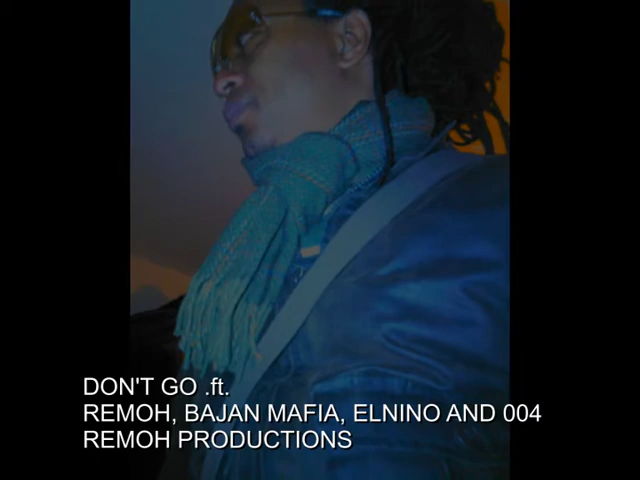 DON'T GO .ft.
REMOH, BAJAN MAFIA, ELNINO AND 004
REMOH PRODUCTIONS